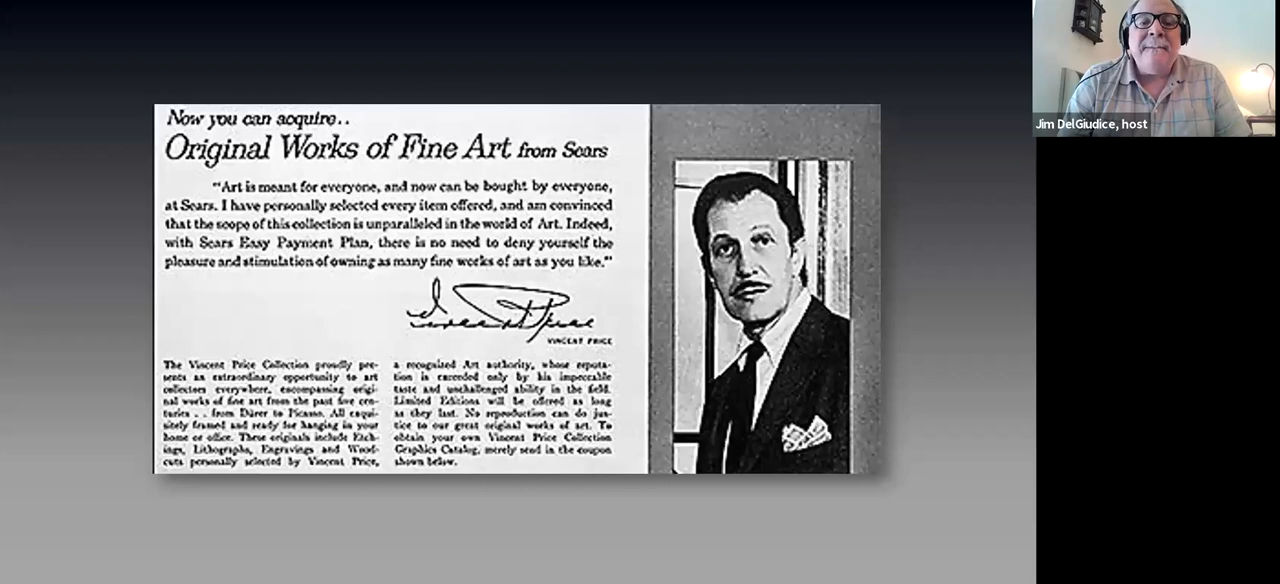 Now you can acquire..
Original Works of Fine Art from Sears
"Art is meant for everyone, and now can be bought by everyone,
at Sears. I have personally selected every item offered, and am convinced
that the scope of this collection is unparalleled in the world of Art. Indeed,
with Sears Easy Payment Plan, there is no need to deny yourself the
pleasure and stimulation of owning as many fine works of art as you like."
Vincent Price
VINCENT PRICE
The Vincent Price Collection proudly pre-
sents an extraordinary opportunity to art
collectors everywhere, encompassing origi-
nal works of fine art from the past five cen-
turies . . from Dürer to Picasso. All exqui-
sitely framed and ready for hanging in your
home or office. These originals include Etch-
ings, Lithographs, Engravings and Wood-
cuts personally selected by Vincent Price,
a recognized Art authority, whose reputa-
tion is exceeded only by his impeccable
taste and unchallenged ability in the field.
Limited Editions will be offered as long
as they last. No reproduction can do jus-
tice to our great original works of art. To
obtain your own Vincent Price Collection
Graphics Catalog, merely send in the coupon
shown below.
Jim DelGiudice, host